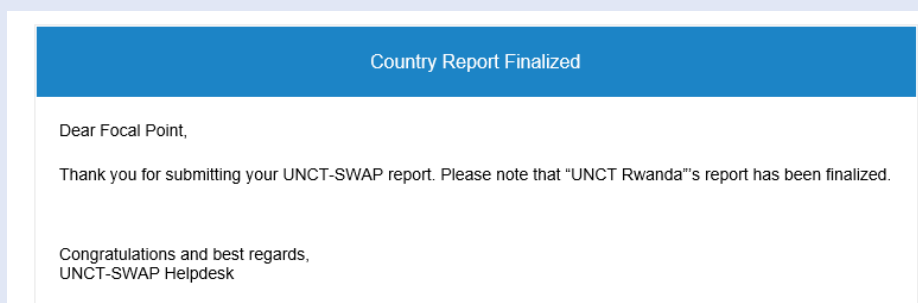 Country Report Finalized
Dear Focal Point,
Thank you for submitting your UNCT-SWAP report. Please note that “UNCT Rwanda”’s report has been finalized.
Congratulations and best regards,
UNCT-SWAP Helpdesk